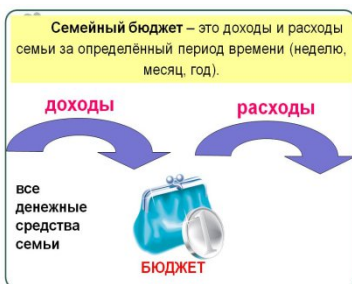 Семейный бюджет – это доходы и расходы
семьи за определённый период времени (неделю,
месяц, год).
доходы
расходы
все
денежные
средства
семьи
1
БЮДЖЕТ